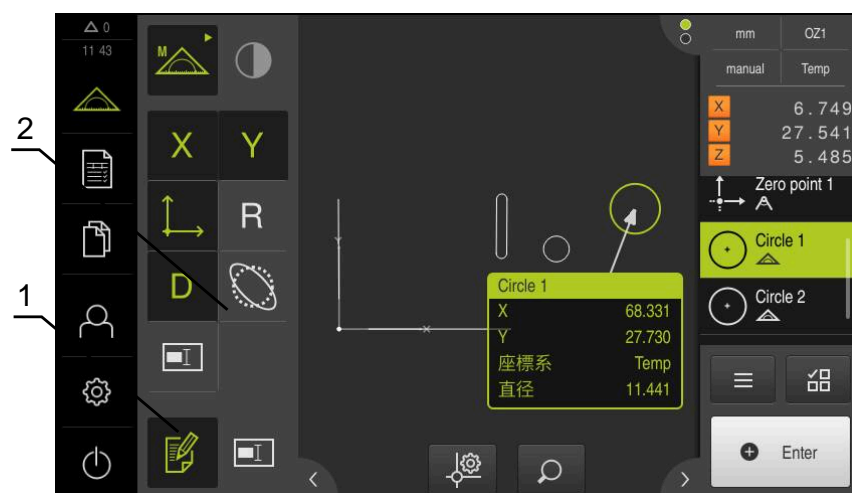 0
11 43
M
X
Y
R
D
2
1
Y
X
Circle 1
X 68.331
Y 27.730
座標系 Temp
直径 11.441
mm OZ1
manual Temp
X 6.749
Y 27.541
Z 5.485
Zero point 1
Circle 1
Circle 2
Enter